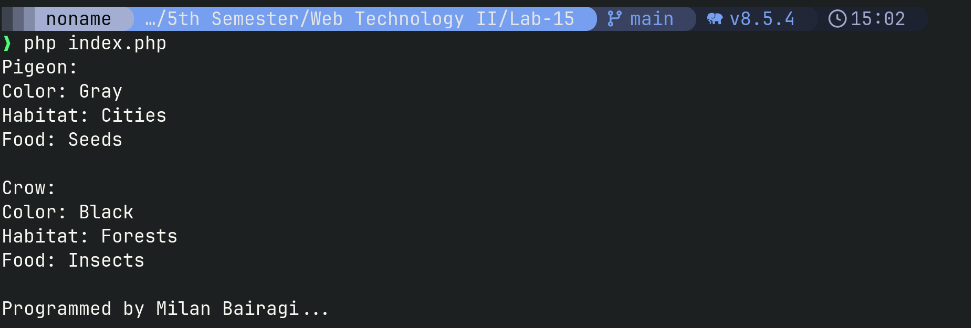 noname …/5th Semester/Web Technology II/Lab-15 main v8.5.4 15:02
❯ php index.php
Pigeon:
Color: Gray
Habitat: Cities
Food: Seeds
Crow:
Color: Black
Habitat: Forests
Food: Insects
Programmed by Milan Bairagi...